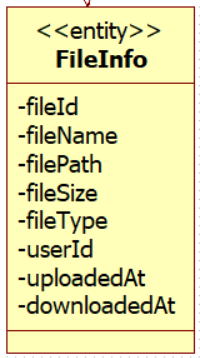 <<entity>>
FileInfo
-fileId
-fileName
-filePath
-fileSize
-fileType
-userId
-uploadedAt
-downloadedAt